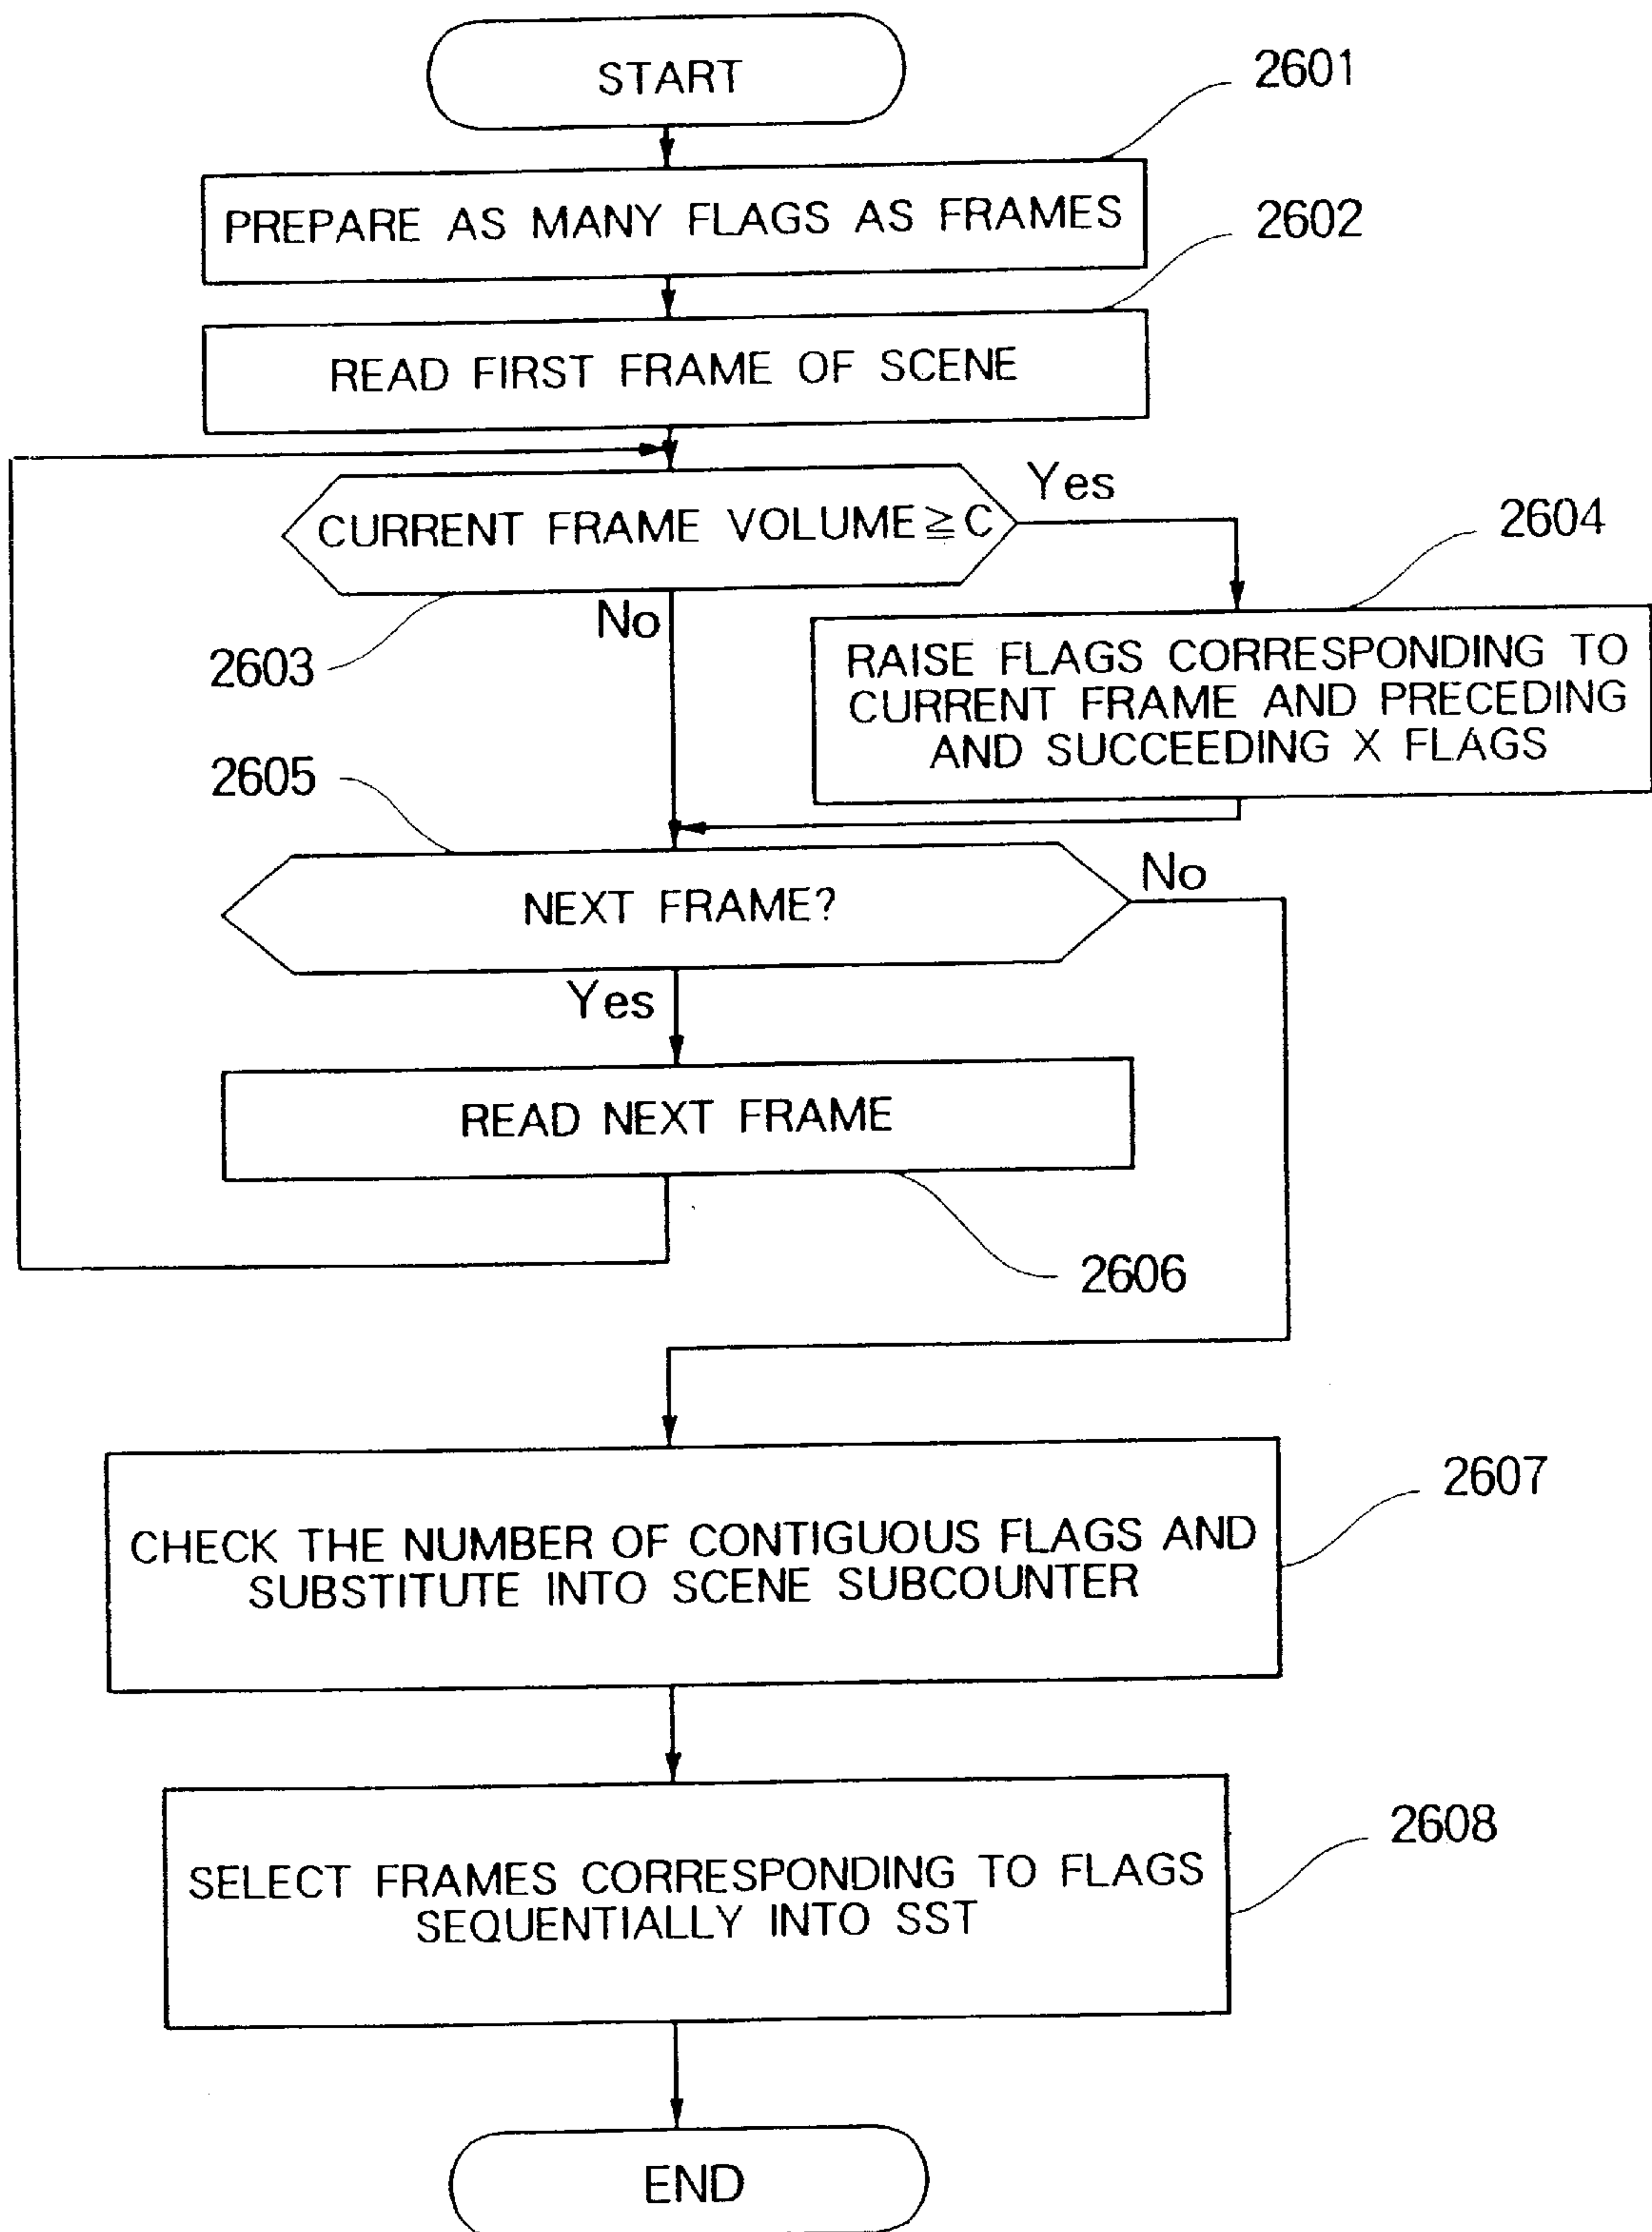 START
2601
PREPARE AS MANY FLAGS AS FRAMES
2602
READ FIRST FRAME OF SCENE
Yes
CURRENT FRAME VOLUME≧C
2604
No
2603
RAISE FLAGS CORRESPONDING TO
CURRENT FRAME AND PRECEDING
AND SUCCEEDING X FLAGS
2605
No
NEXT FRAME?
Yes
READ NEXT FRAME
2606
2607
CHECK THE NUMBER OF CONTIGUOUS FLAGS AND
SUBSTITUTE INTO SCENE SUBCOUNTER
2608
SELECT FRAMES CORRESPONDING TO FLAGS
SEQUENTIALLY INTO SST
END